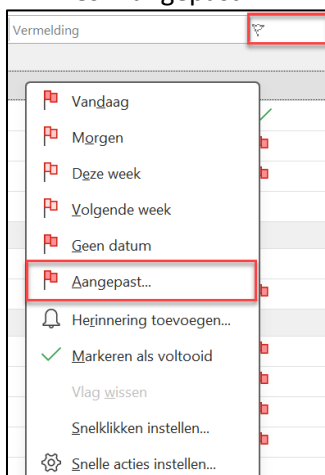 Vermelding
Vandaag
Morgen
Deze week
Volgende week
Geen datum
Aangepast...
Herinnering toevoegen...
Markeren als voltooid
Vlag wissen
Snelklikken instellen...
Snelle acties instellen...